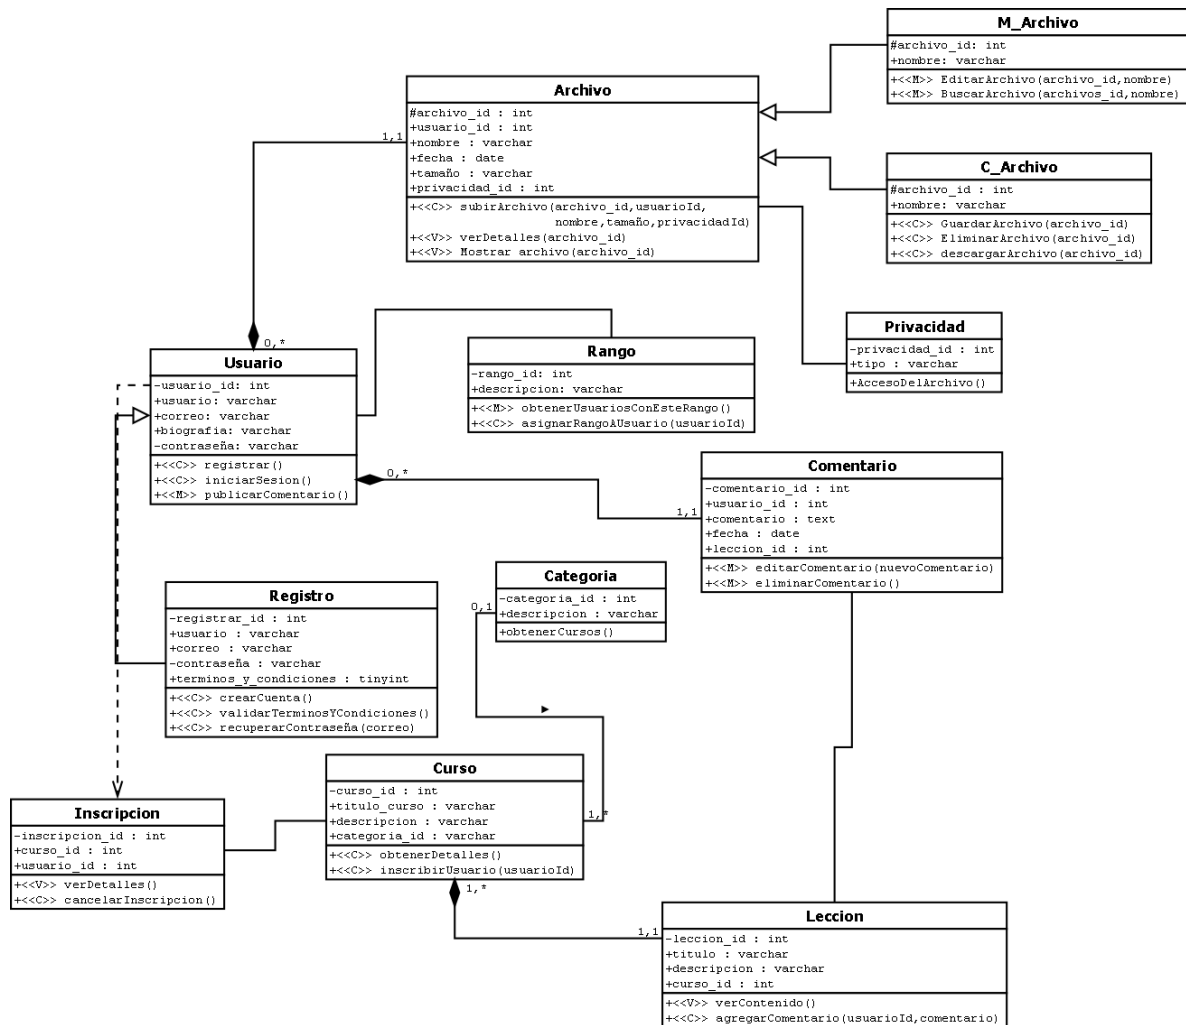 M_Archivo
#archivo_id: int
+nombre: varchar
+<<M>> EditarArchivo(archivo_id,nombre)
+<<M>> BuscarArchivo(archivos_id,nombre)
Archivo
#archivo_id : int
+usuario_id : int
+nombre : varchar
+fecha : date
+tamaño : varchar
+privacidad_id : int
+<<C>> subirArchivo(archivo_id,usuarioId,
nombre,tamaño,privacidadId)
+<<V>> verDetalles(archivo_id)
+<<V>> Mostrar archivo(archivo_id)
1,1
C_Archivo
#archivo_id : int
+nombre: varchar
+<<C>> GuardarArchivo(archivo_id)
+<<C>> EliminarArchivo(archivo_id)
+<<C>> descargarArchivo(archivo_id)
Privacidad
-privacidad_id : int
+tipo : varchar
+AccesoDelArchivo()
0,*
Usuario
-usuario_id: int
+usuario: varchar
+correo: varchar
+biografia: varchar
-contraseña: varchar
+<<C>> registrar()
+<<C>> iniciarSesion()
+<<M>> publicarComentario()
Rango
-rango_id: int
+descripcion: varchar
+<<M>> obtenerUsuariosConEsteRango()
+<<C>> asignarRangoAUsuario(usuarioId)
0,*
1,1
Comentario
-comentario_id : int
+usuario_id : int
+comentario : text
+fecha : date
+leccion_id : int
+<<M>> editarComentario(nuevoComentario)
+<<M>> eliminarComentario()
Categoria
-categoria_id : int
+descripcion : varchar
+obtenerCursos()
0,1
Registro
-registrar_id : int
+usuario : varchar
+correo : varchar
-contraseña : varchar
+terminos_y_condiciones : tinyint
+<<C>> crearCuenta()
+<<C>> validarTerminosYCondiciones()
+<<C>> recuperarContraseña(correo)
Curso
-curso_id : int
+titulo_curso : varchar
+descripcion : varchar
+categoria_id : varchar
+<<C>> obtenerDetalles()
+<<C>> inscribirUsuario(usuarioId)
1,*
1,*
Inscripcion
-inscripcion_id : int
+curso_id : int
+usuario_id : int
+<<V>> verDetalles()
+<<C>> cancelarInscripcion()
1,1
Leccion
-leccion_id : int
+titulo : varchar
+descripcion : varchar
+curso_id : int
+<<V>> verContenido()
+<<C>> agregarComentario(usuarioId,comentario)